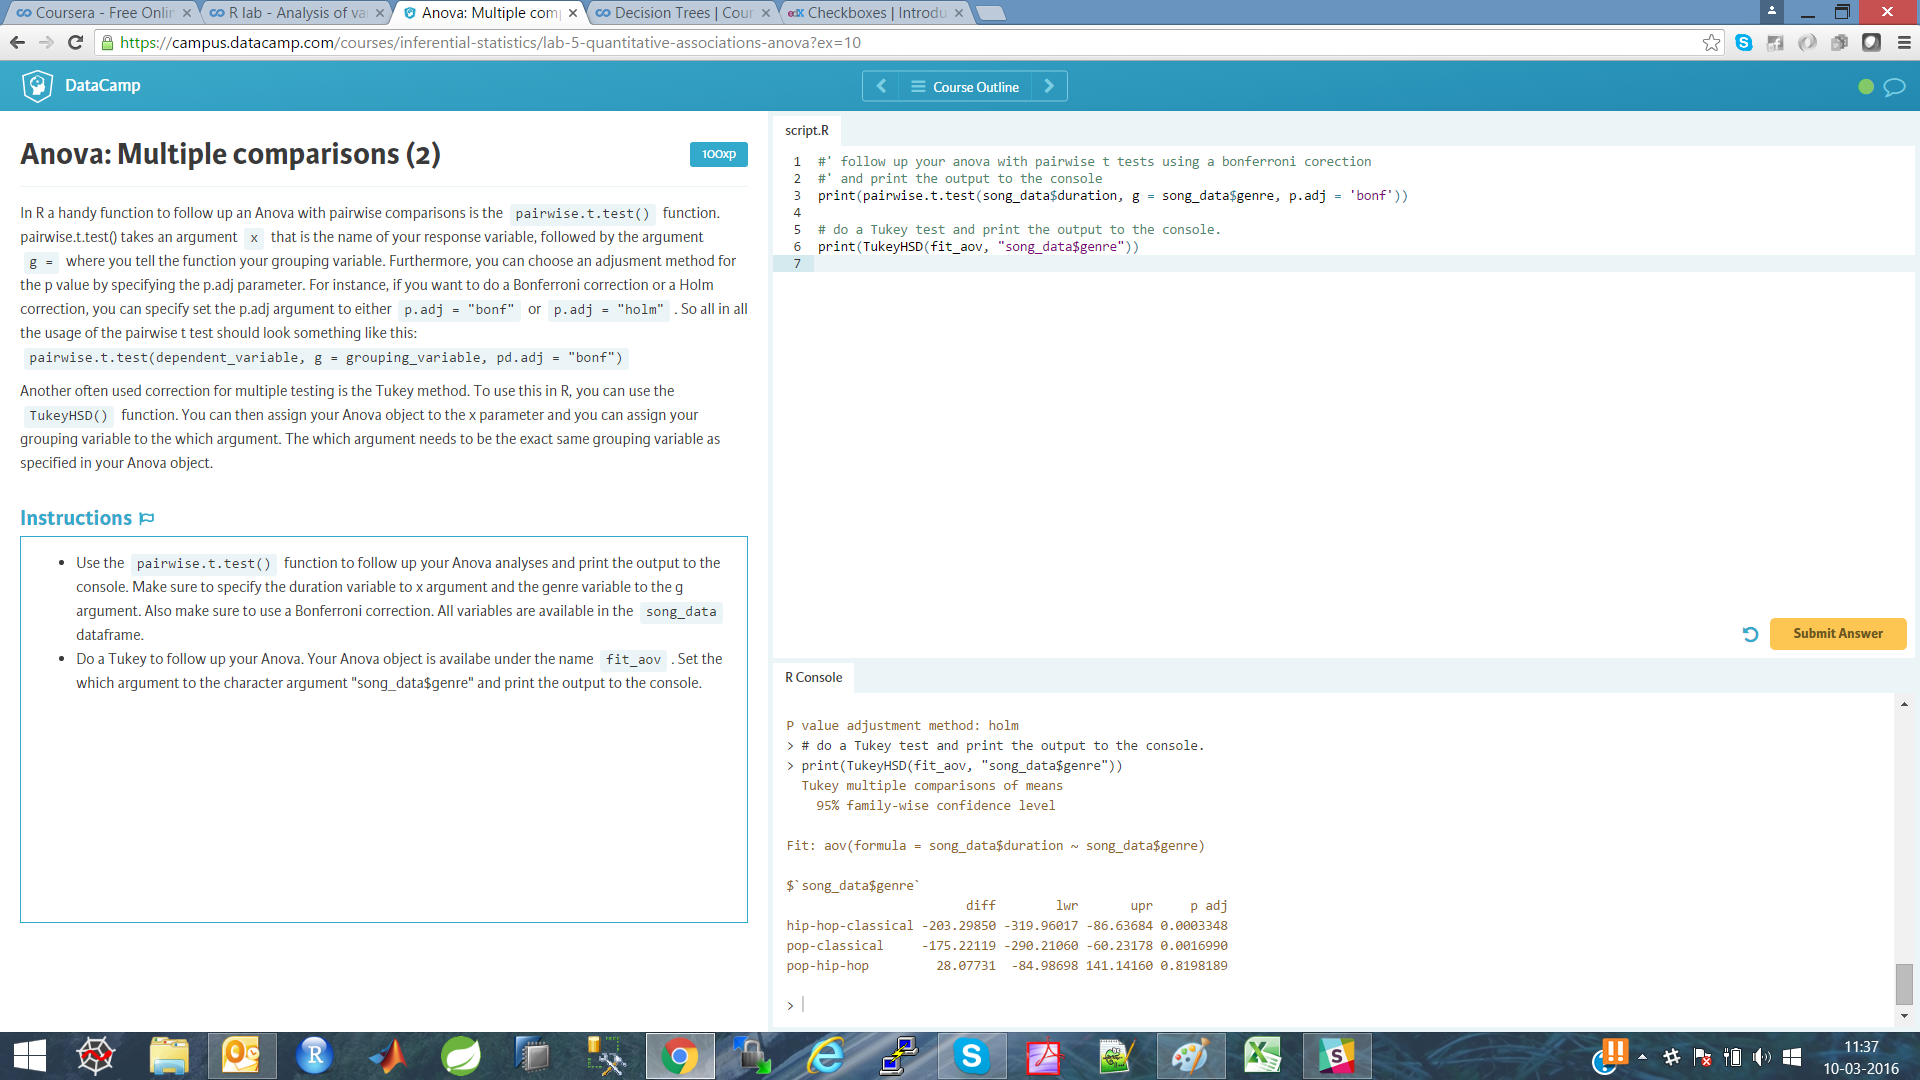 Coursera - Free Onlin
R lab - Analysis of va
Anova: Multiple comp
Decision Trees | Cour
edX Checkboxes | Introdu
https://campus.datacamp.com/courses/inferential-statistics/lab-5-quantitative-associations-anova?ex=10
DataCamp
Course Outline
Anova: Multiple comparisons (2)
100xp
In R a handy function to follow up an Anova with pairwise comparisons is the pairwise.t.test() function.
pairwise.t.test() takes an argument x that is the name of your response variable, followed by the argument
g = where you tell the function your grouping variable. Furthermore, you can choose an adjusment method for
the p value by specifying the p.adj parameter. For instance, if you want to do a Bonferroni correction or a Holm
correction, you can specify set the p.adj argument to either p.adj = "bonf" or p.adj = "holm" . So all in all
the usage of the pairwise t test should look something like this:
pairwise.t.test(dependent_variable, g = grouping_variable, pd.adj = "bonf")
Another often used correction for multiple testing is the Tukey method. To use this in R, you can use the
TukeyHSD() function. You can then assign your Anova object to the x parameter and you can assign your
grouping variable to the which argument. The which argument needs to be the exact same grouping variable as
specified in your Anova object.
Instructions
• Use the pairwise.t.test() function to follow up your Anova analyses and print the output to the
console. Make sure to specify the duration variable to x argument and the genre variable to the g
argument. Also make sure to use a Bonferroni correction. All variables are available in the song_data
dataframe.
• Do a Tukey to follow up your Anova. Your Anova object is availabe under the name fit_aov . Set the
which argument to the character argument "song_data$genre" and print the output to the console.
script.R
1 #' follow up your anova with pairwise t tests using a bonferroni corection
2 #' and print the output to the console
3 print(pairwise.t.test(song_data$duration, g = song_data$genre, p.adj = 'bonf'))
4
5 # do a Tukey test and print the output to the console.
6 print(TukeyHSD(fit_aov, "song_data$genre"))
7
Submit Answer
R Console
P value adjustment method: holm
> # do a Tukey test and print the output to the console.
> print(TukeyHSD(fit_aov, "song_data$genre"))
Tukey multiple comparisons of means
95% family-wise confidence level
Fit: aov(formula = song_data$duration ~ song_data$genre)
$`song_data$genre`
diff lwr upr p adj
hip-hop-classical -203.29850 -319.96017 -86.63684 0.0003348
pop-classical -175.22119 -290.21060 -60.23178 0.0016990
pop-hip-hop 28.07731 -84.98698 141.14160 0.8198189
>
11:37
10-03-2016